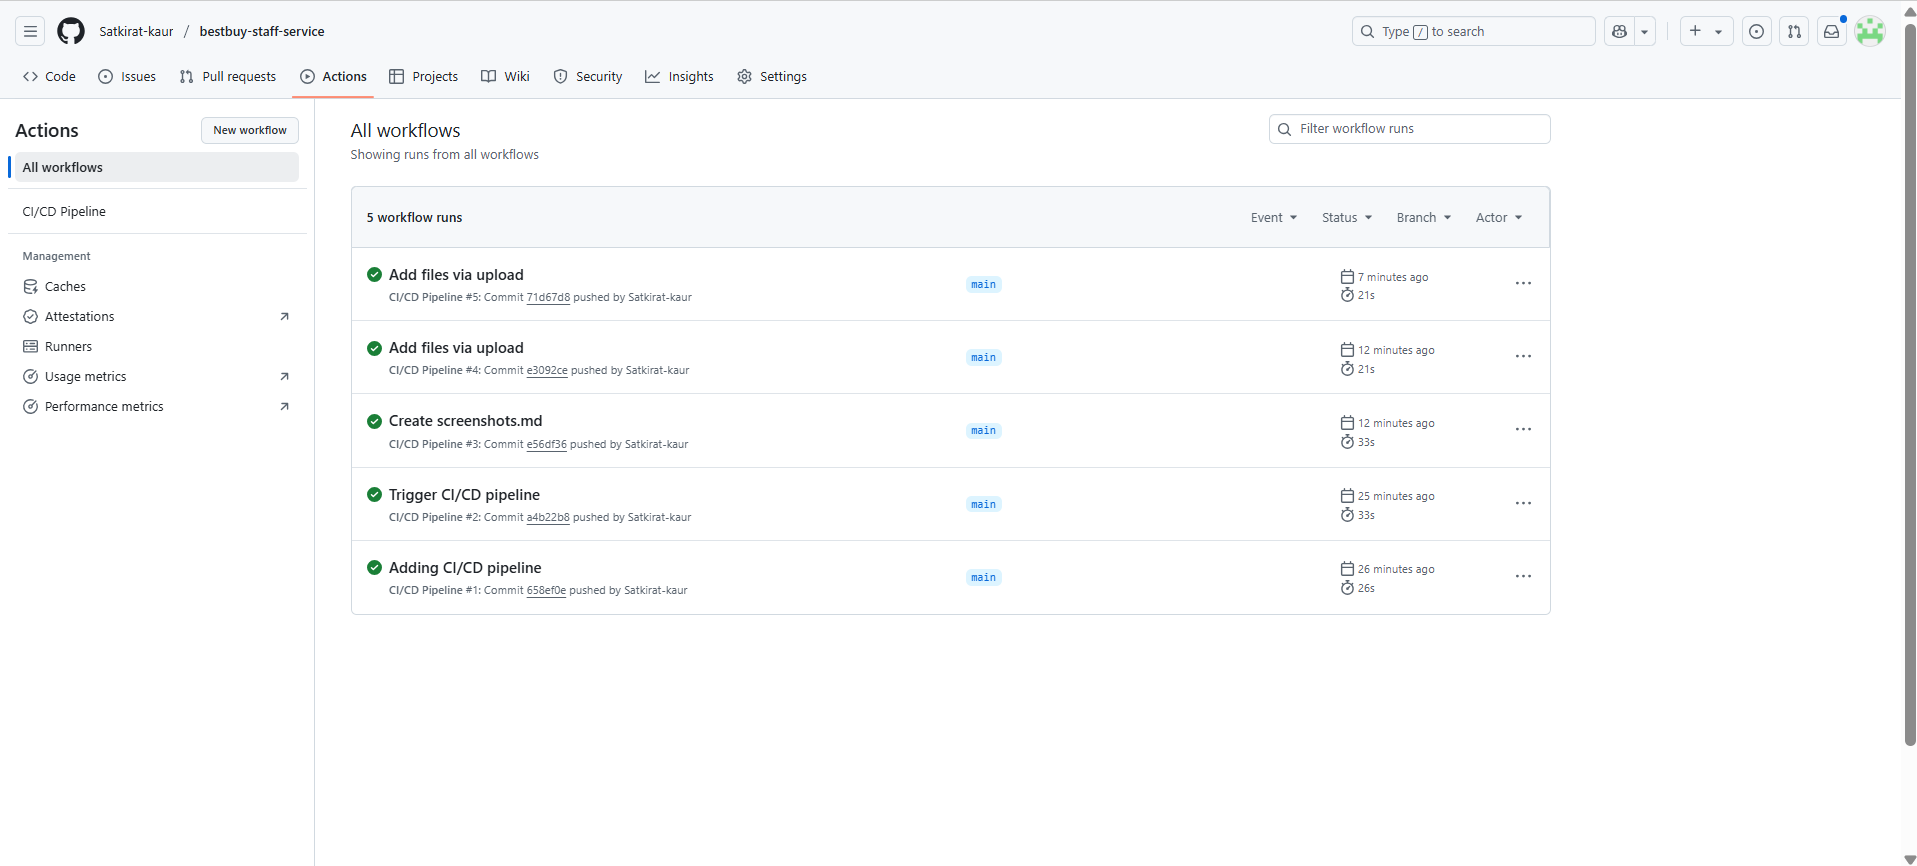 Satkirat-kaur / bestbuy-staff-service
Type / to search
Code Issues Pull requests Actions Projects Wiki Security Insights Settings
Actions
New workflow
All workflows
CI/CD Pipeline
Management
Caches
Attestations
Runners
Usage metrics
Performance metrics
All workflows
Showing runs from all workflows
Filter workflow runs
5 workflow runs
Event Status Branch Actor
Add files via upload
CI/CD Pipeline #5: Commit 71d67d8 pushed by Satkirat-kaur
main
7 minutes ago
21s
Add files via upload
CI/CD Pipeline #4: Commit e3092ce pushed by Satkirat-kaur
main
12 minutes ago
21s
Create screenshots.md
CI/CD Pipeline #3: Commit e56df36 pushed by Satkirat-kaur
main
12 minutes ago
33s
Trigger CI/CD pipeline
CI/CD Pipeline #2: Commit a4b22b8 pushed by Satkirat-kaur
main
25 minutes ago
33s
Adding CI/CD pipeline
CI/CD Pipeline #1: Commit 658ef0e pushed by Satkirat-kaur
main
26 minutes ago
26s